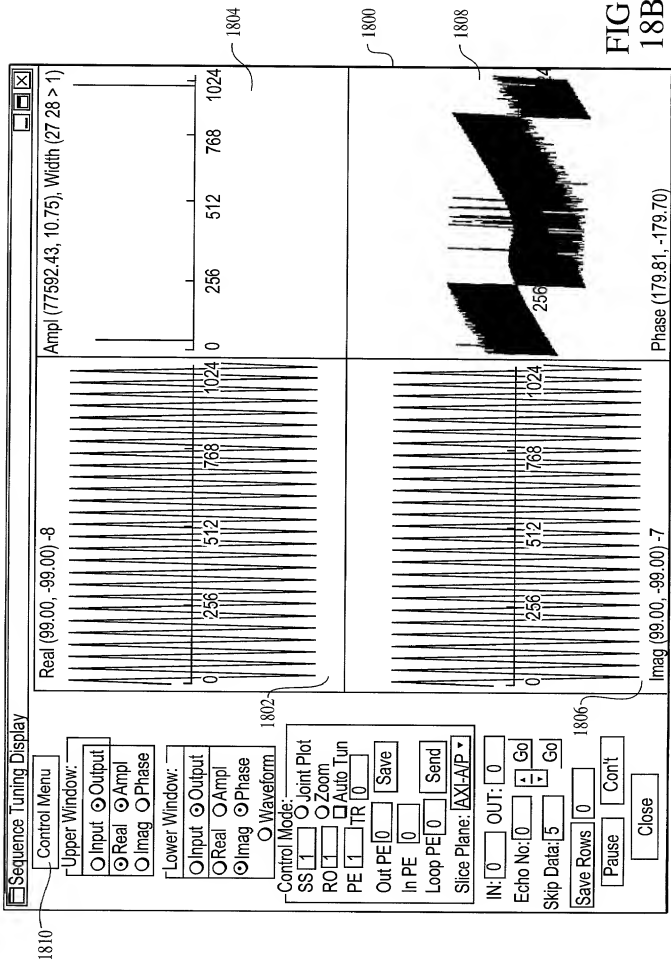 Sequence Tuning Display
1810
Control Menu
Upper Window:
Input Output
Real Ampl
Imag Phase
Lower Window:
Input Output
Real Ampl
Imag Phase
Waveform
Control Mode:
SS 1 Joint Plot
RO 1 Zoom
PE 1 Auto Tun
TR 0
Out PE 0 Save
In PE 0
Loop PE 0 Send
Slice Plane: AXI-A/P
IN: 0 OUT: 0
Echo No: 0 Go
Skip Data: 5 Go
Save Rows 0
Pause Con't
Close
Real (99.00, -99.00) -8
0 256 512 768 1024
1802
Ampl (77592.43, 10.75), Width (27 28 > 1)
0 256 512 768 1024
1804
1800
0 256 512 768 1024
Imag (99.00 -99.00) -7
1806
256 24
Phase (179.81, -179.70)
1808
FIG
18B